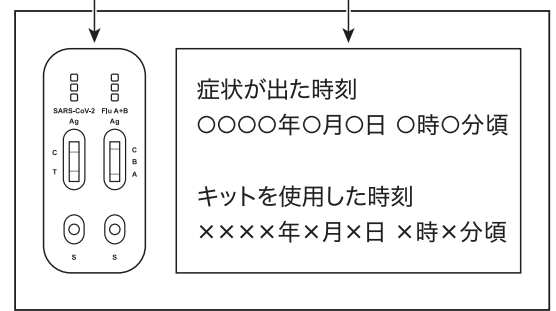 SARS-CoV-2 Flu A+B
Ag Ag
C C
B
T A
S S
症状が出た時刻
○○○○年○月○日 ○時○分頃
キットを使用した時刻
××××年×月×日 ×時×分頃